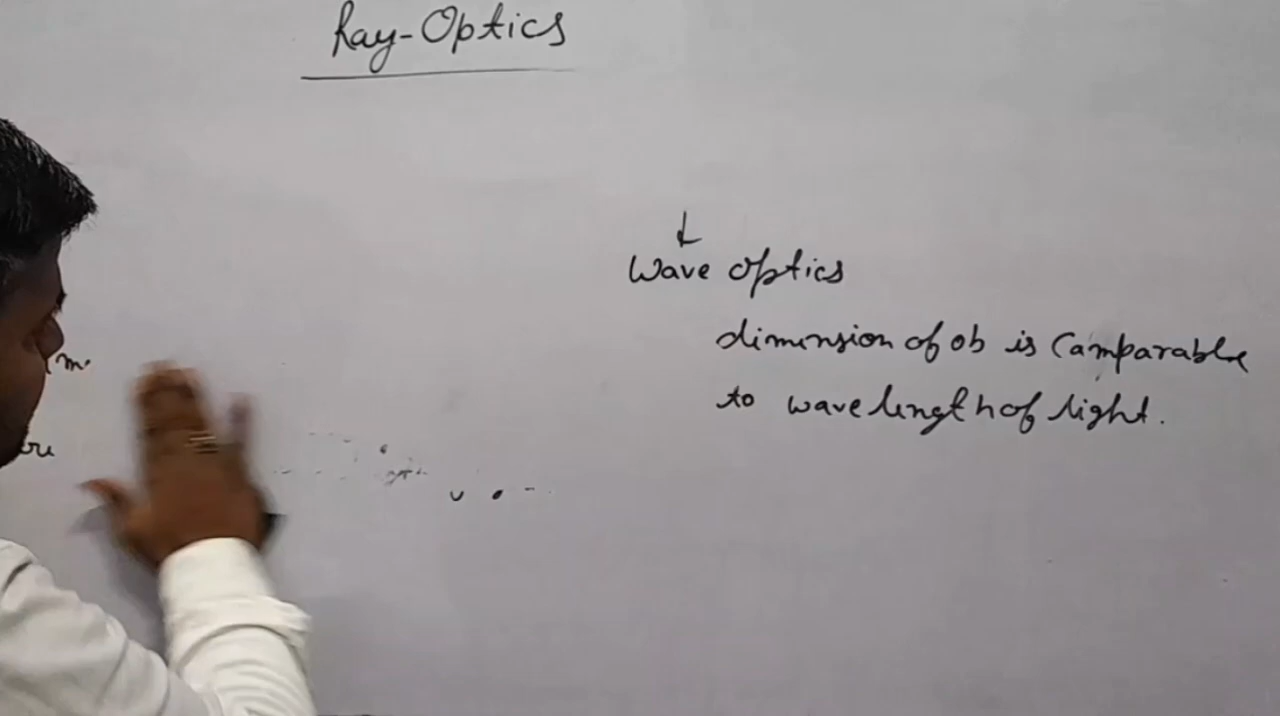 Ray-Optics
Wave optics
dimension of ob is Camparable
to wavelength of light.